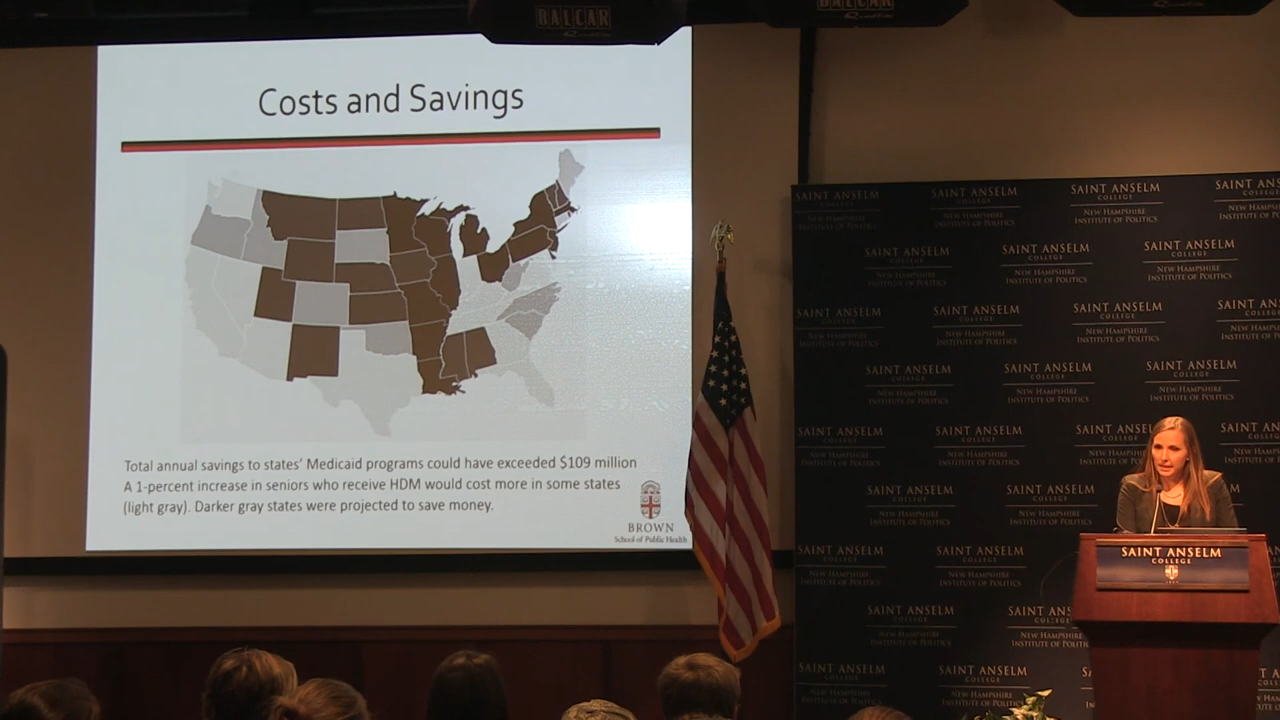 BALCAR
BALCAR
Costs and Savings
Total annual savings to states' Medicaid programs could have exceeded $109 million
A 1-percent increase in seniors who receive HDM would cost more in some states
(light gray). Darker gray states were projected to save money.
BROWN
School of Public Health
SAINT ANSELM
COLLEGE
NEW HAMPSHIRE
INSTITUTE OF POLITICS
SAINT ANSELM
COLLEGE